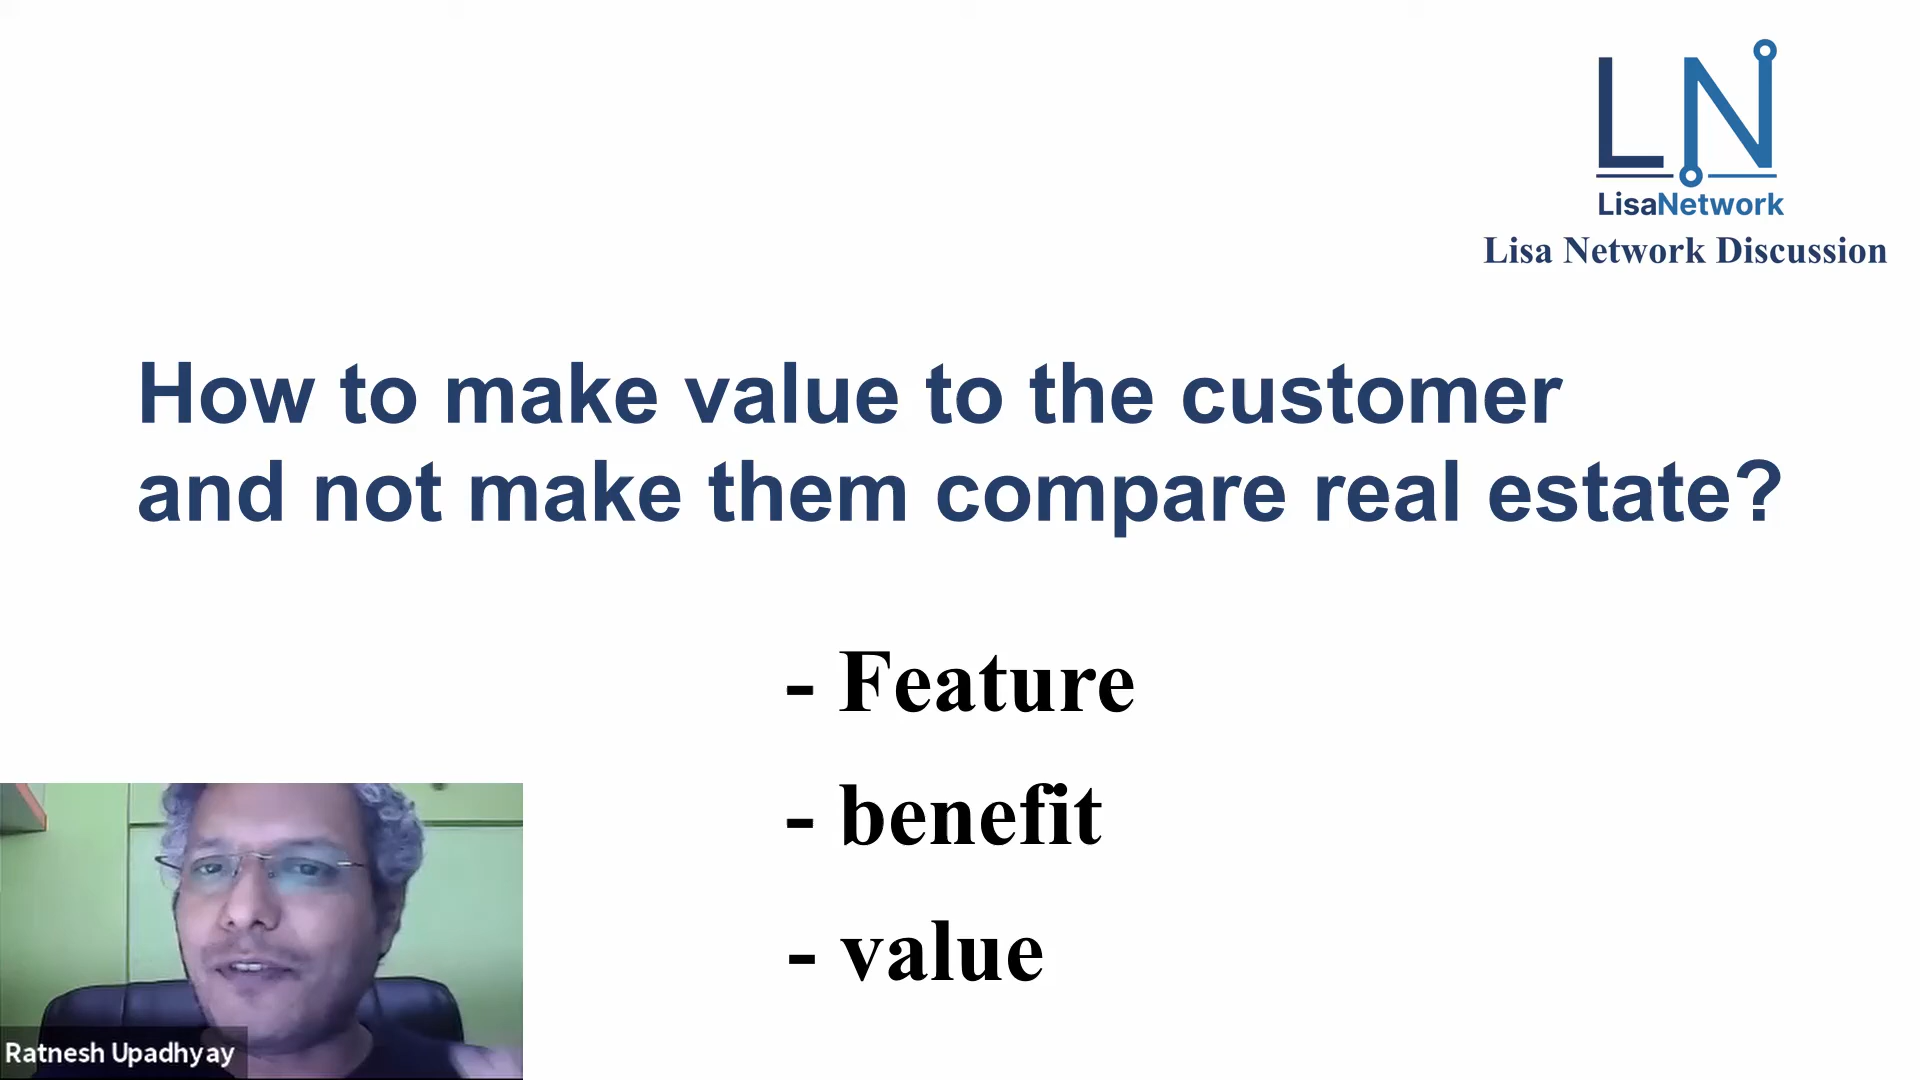 LN
LisaNetwork
Lisa Network Discussion
How to make value to the customer
and not make them compare real estate?
- Feature
- benefit
- value
Ratnesh Upadhyay